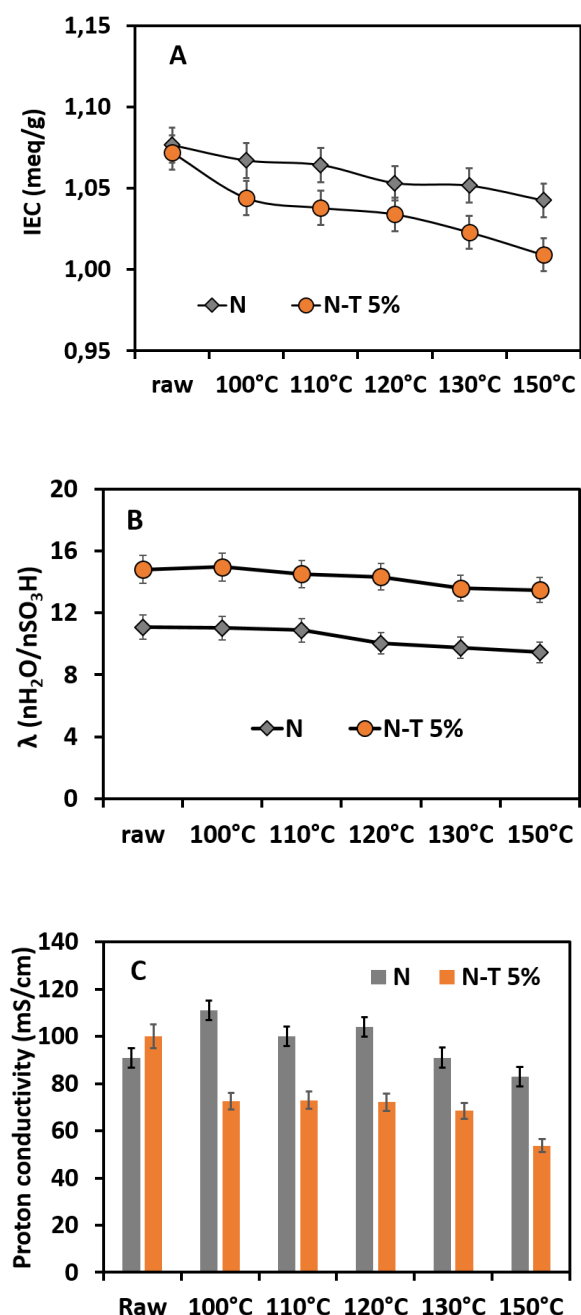 A
IEC (meq/g)
1,15
1,10
1,05
1,00
0,95
N
N-T 5%
raw 100°C 110°C 120°C 130°C 150°C
B
λ (nH₂O/nSO₃H)
20
16
12
8
4
0
N
N-T 5%
raw 100°C 110°C 120°C 130°C 150°C
C
Proton conductivity (mS/cm)
140
120
100
80
60
40
20
0
N
N-T 5%
Raw 100°C 110°C 120°C 130°C 150°C